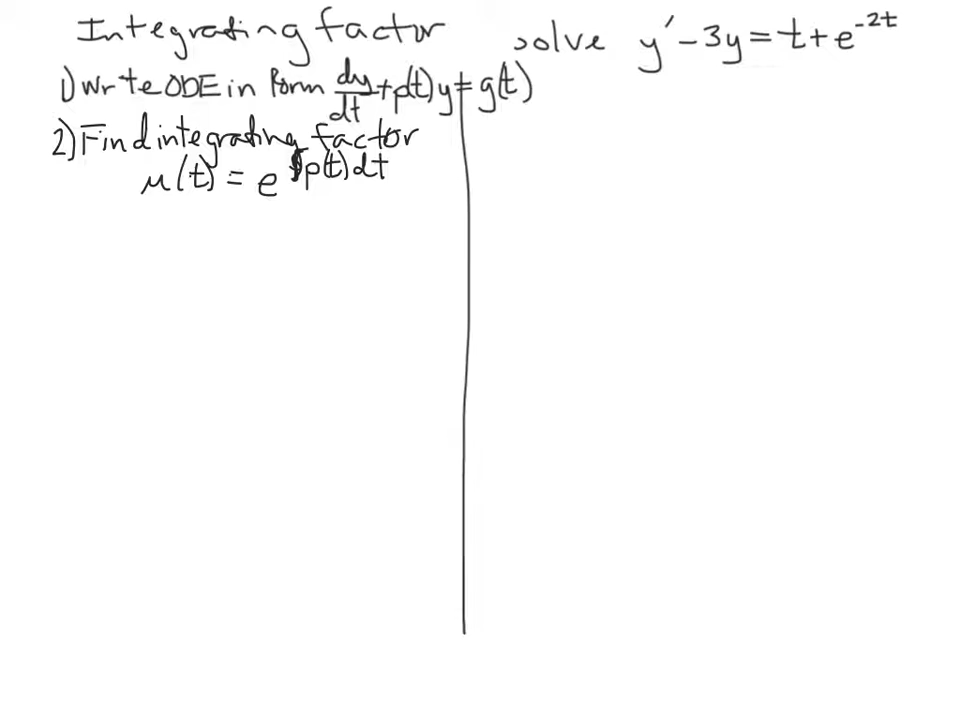 Integrating factor
1) Write ODE in form dy/dt + p(t)y = g(t)
2) Find integrating factor
μ(t) = e^∫p(t)dt
solve y' - 3y = t + e^-2t